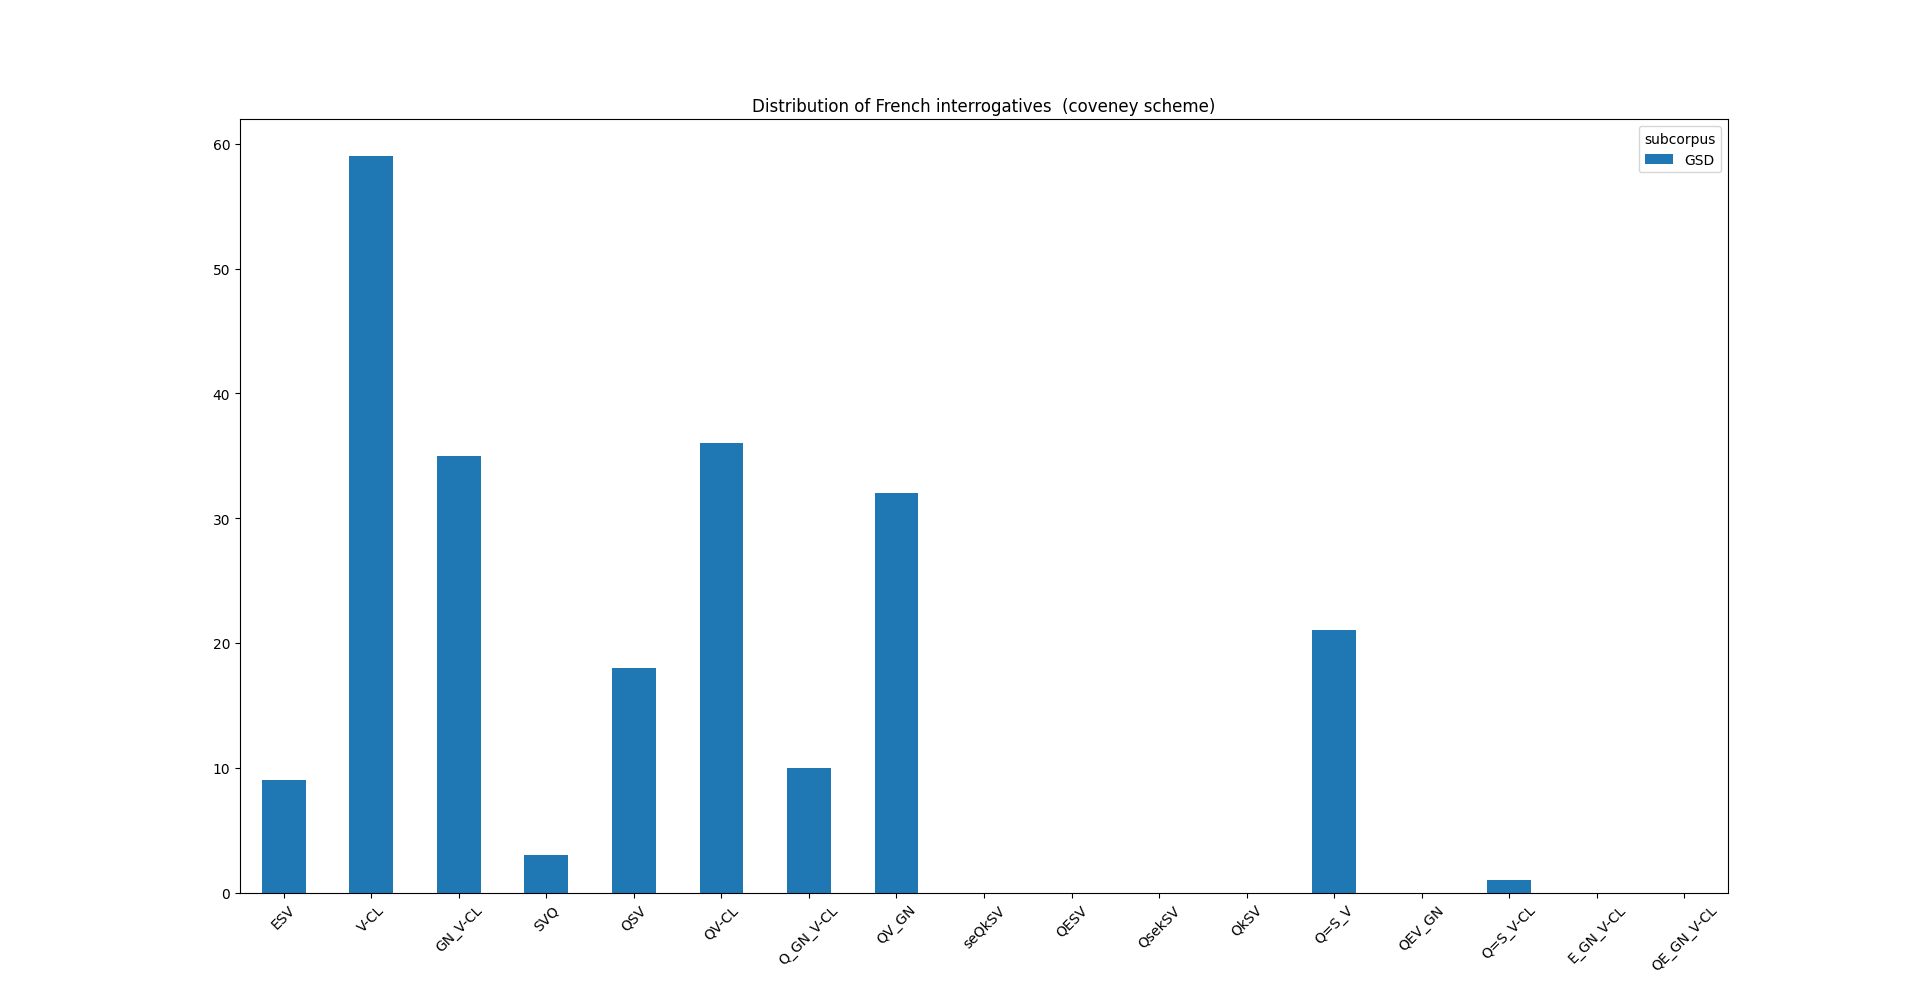 Distribution of French interrogatives  (coveney scheme)
subcorpus
GSD
60
50
40
30
20
10
0
ESV
V-CL
GN_V-CL
SVQ
QSV
QV-CL
Q_GN_V-CL
QV_GN
seQkSV
QESV
QsekSV
QkSV
Q=S_V
QEV_GN
Q=S_V-CL
E_GN_V-CL
QE_GN_V-CL